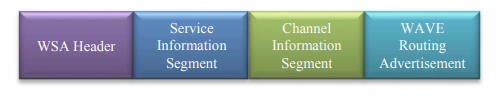 WSA Header
Service
Information
Segment
Channel
Information
Segment
WAVE
Routing
Advertisement